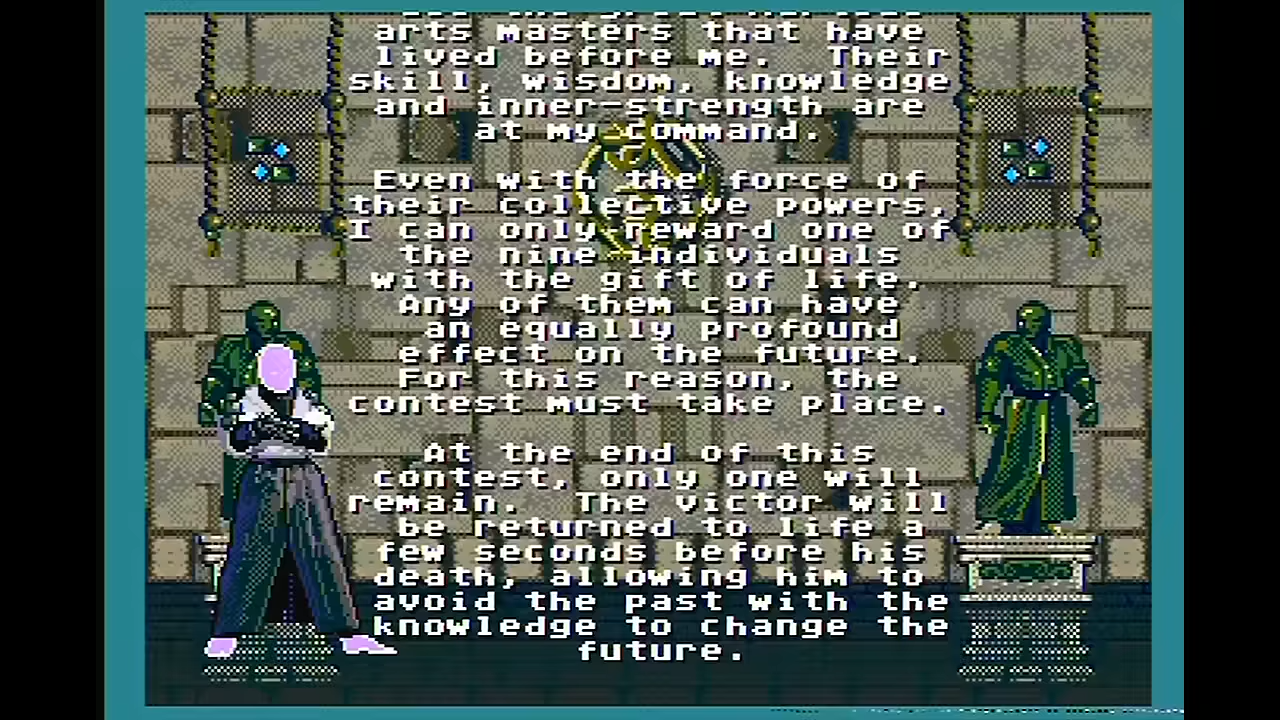 arts masters that have
lived before me. Their
skill, wisdom, knowledge
and inner-strength are
at my command.
Even with the force of
their collective powers,
I can only reward one of
the nine individuals
with the gift of life.
Any of them can have
an equally profound
effect on the future.
For this reason, the
contest must take place.
At the end of this
contest, only one will
remain. The victor will
be returned to life a
few seconds before his
death, allowing him to
avoid the past with the
knowledge to change the
future.